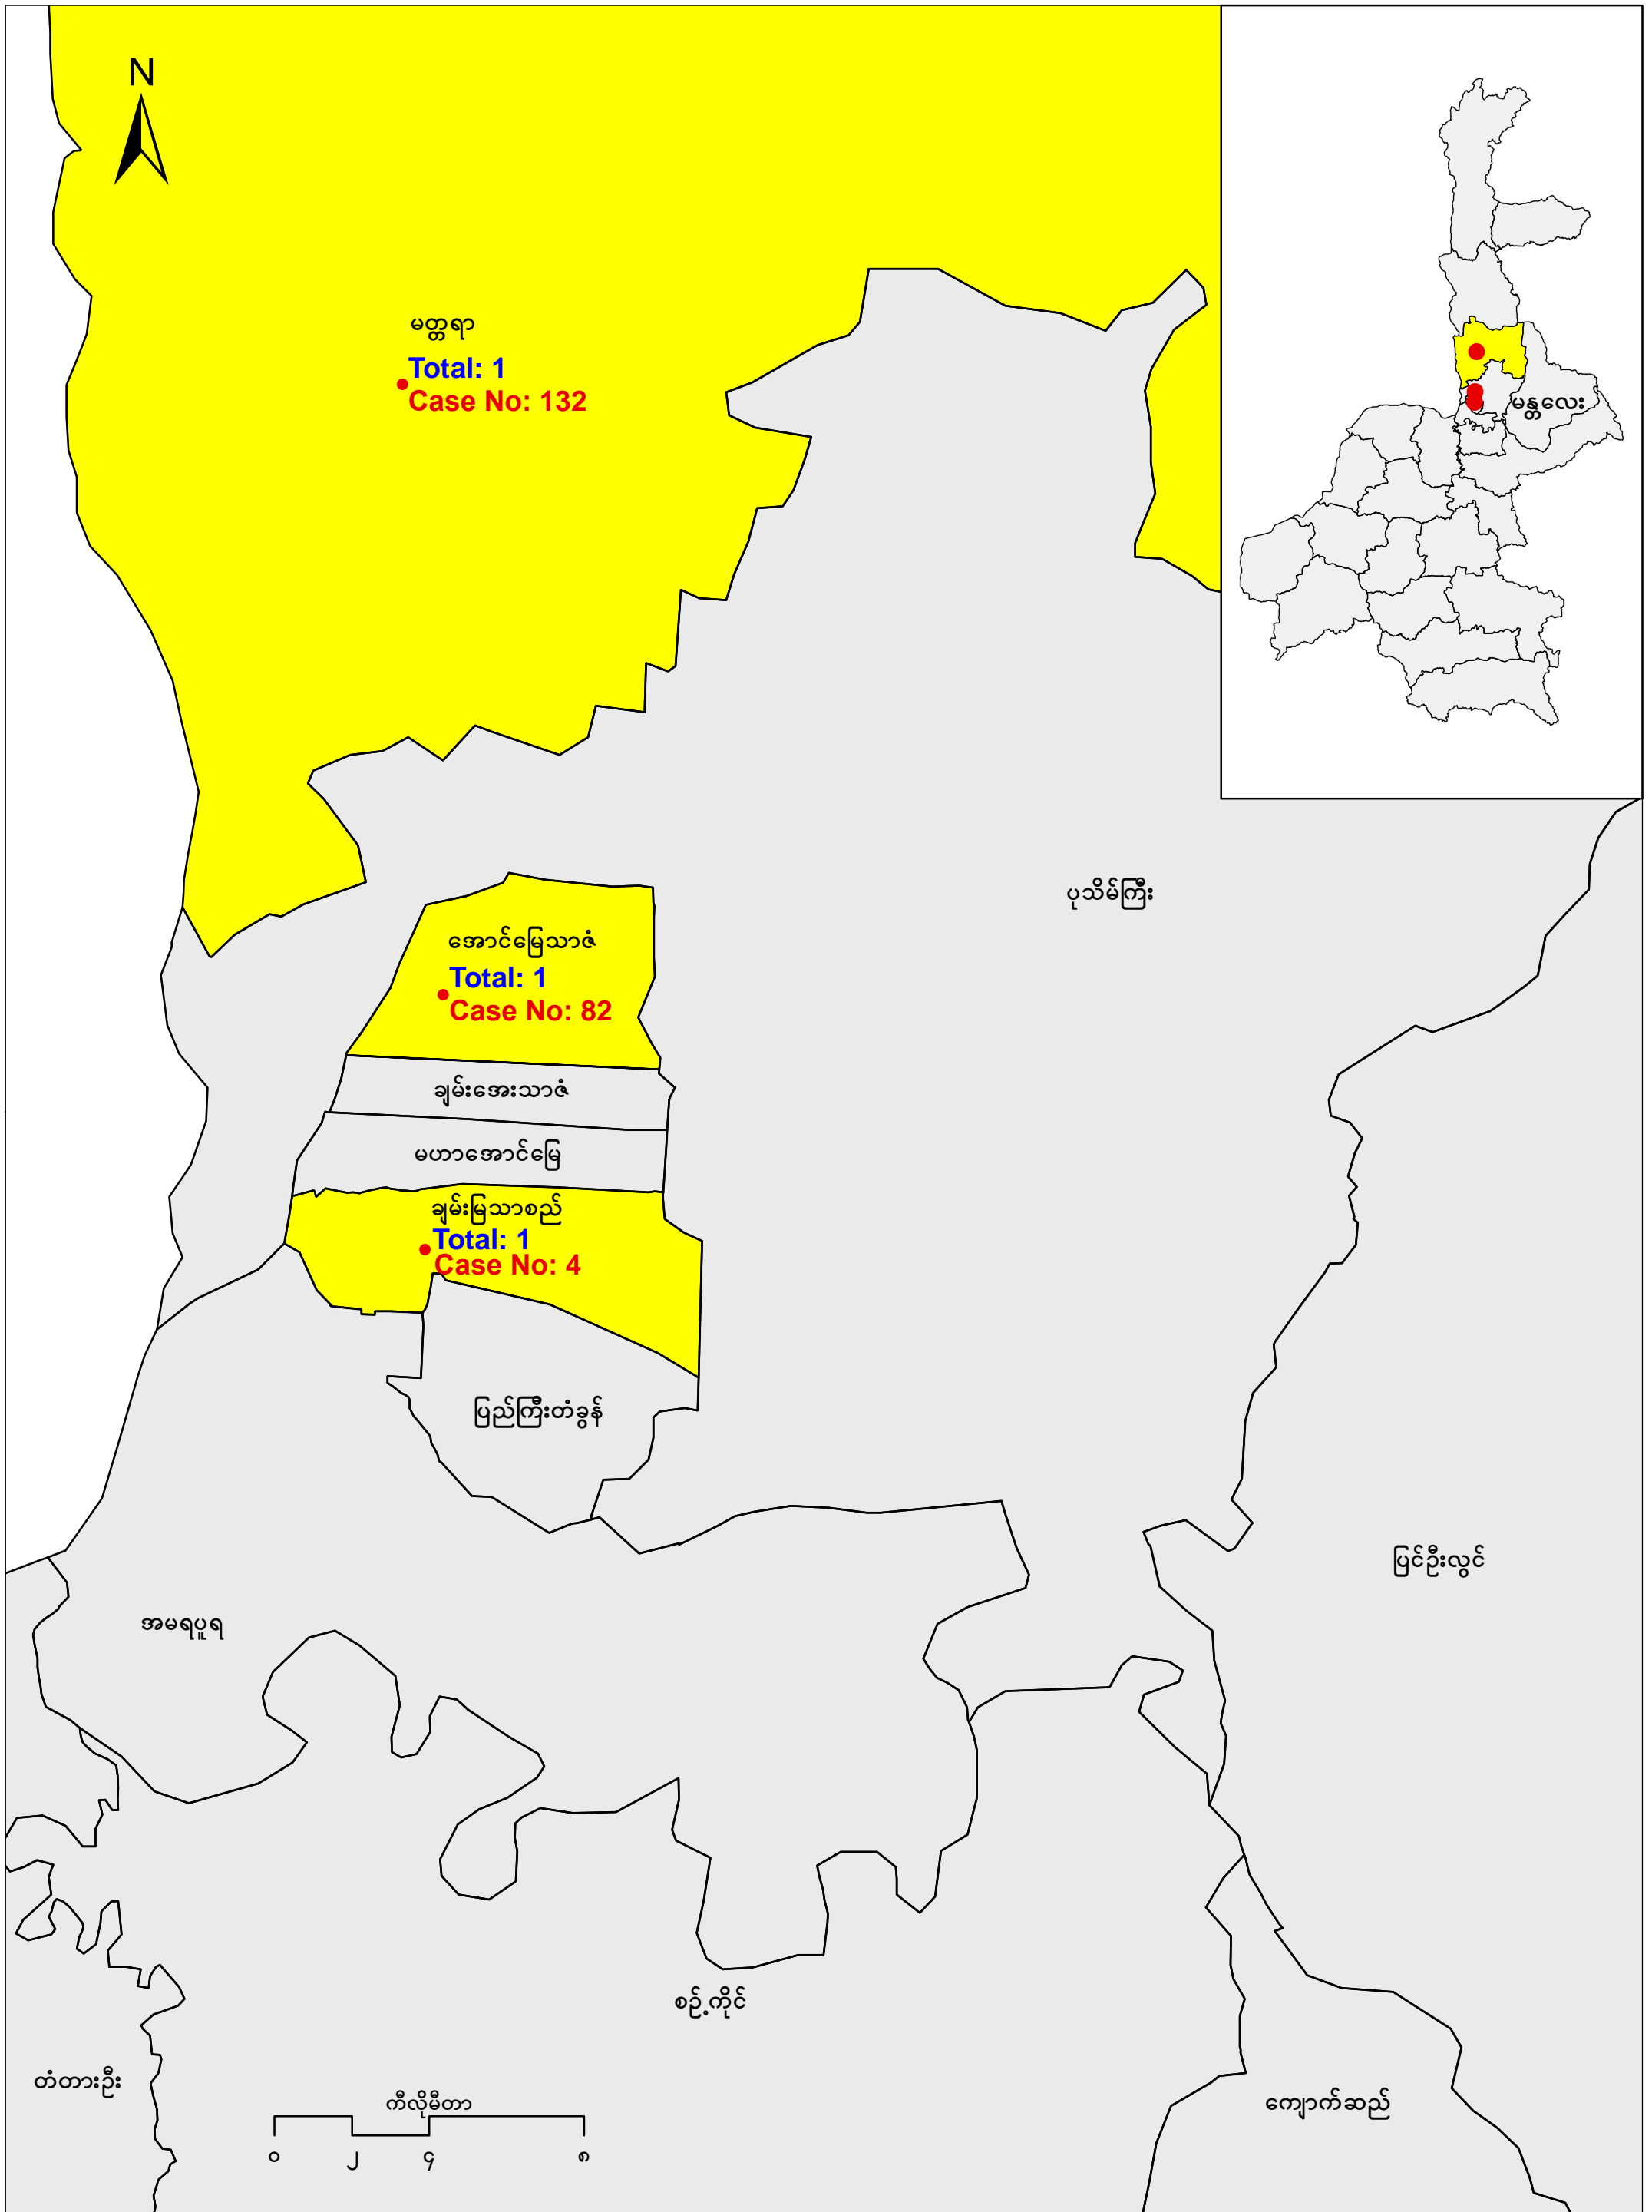 N
မတ္တရာ
Total: 1
Case No: 132
မန္တလေး
ပုသိမ်ကြီး
အောင်မြေသာဇံ
Total: 1
Case No: 82
ချမ်းအေးသာဇံ
မဟာအောင်မြေ
ချမ်းမြသာစည်
Total: 1
Case No: 4
ပြည်ကြီးတံခွန်
ပြင်ဦးလွင်
အမရပူရ
စဉ့်ကိုင်
တံတားဦး
ကီလိုမီတာ
၀ ၂ ၄ ၈
ကျောက်ဆည်